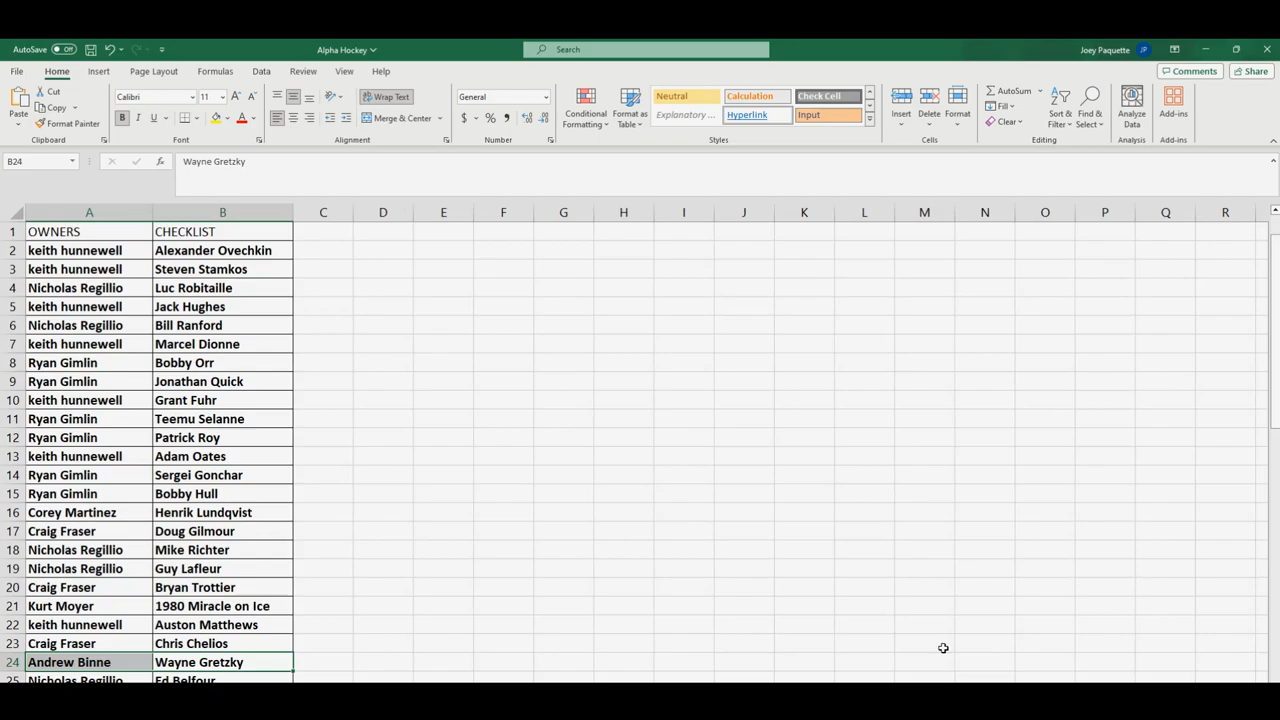 AutoSave Off Alpha Hockey Search Joey Paquette JP
File Home Insert Page Layout Formulas Data Review View Help Comments Share
Paste Cut Copy Format Painter Calibri 11 B I U Wrap Text Merge & Center General $ % Conditional Formatting Format as Table Neutral Calculation Check Cell Explanatory ... Hyperlink Input Insert Delete Format AutoSum Fill Clear Sort & Filter Find & Select Analyze Data Add-ins
Clipboard Font Alignment Number Styles Cells Editing Analysis Add-ins
B24 fx Wayne Gretzky
A B C D E F G H I J K L M N O P Q R
1 OWNERS CHECKLIST
2 keith hunnewell Alexander Ovechkin
3 keith hunnewell Steven Stamkos
4 Nicholas Regillio Luc Robitaille
5 keith hunnewell Jack Hughes
6 Nicholas Regillio Bill Ranford
7 keith hunnewell Marcel Dionne
8 Ryan Gimlin Bobby Orr
9 Ryan Gimlin Jonathan Quick
10 keith hunnewell Grant Fuhr
11 Ryan Gimlin Teemu Selanne
12 Ryan Gimlin Patrick Roy
13 keith hunnewell Adam Oates
14 Ryan Gimlin Sergei Gonchar
15 Ryan Gimlin Bobby Hull
16 Corey Martinez Henrik Lundqvist
17 Craig Fraser Doug Gilmour
18 Nicholas Regillio Mike Richter
19 Nicholas Regillio Guy Lafleur
20 Craig Fraser Bryan Trottier
21 Kurt Moyer 1980 Miracle on Ice
22 keith hunnewell Auston Matthews
23 Craig Fraser Chris Chelios
24 Andrew Binne Wayne Gretzky
25 Nicholas Regillio Ed Belfour